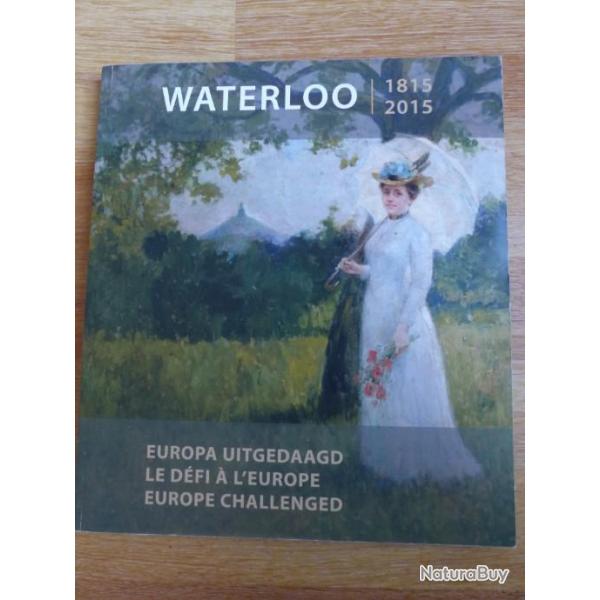 WATERLOO
1815
2015
EUROPA UITGEDAAGD
LE DÉFI À L'EUROPE
EUROPE CHALLENGED
NaturaBuy